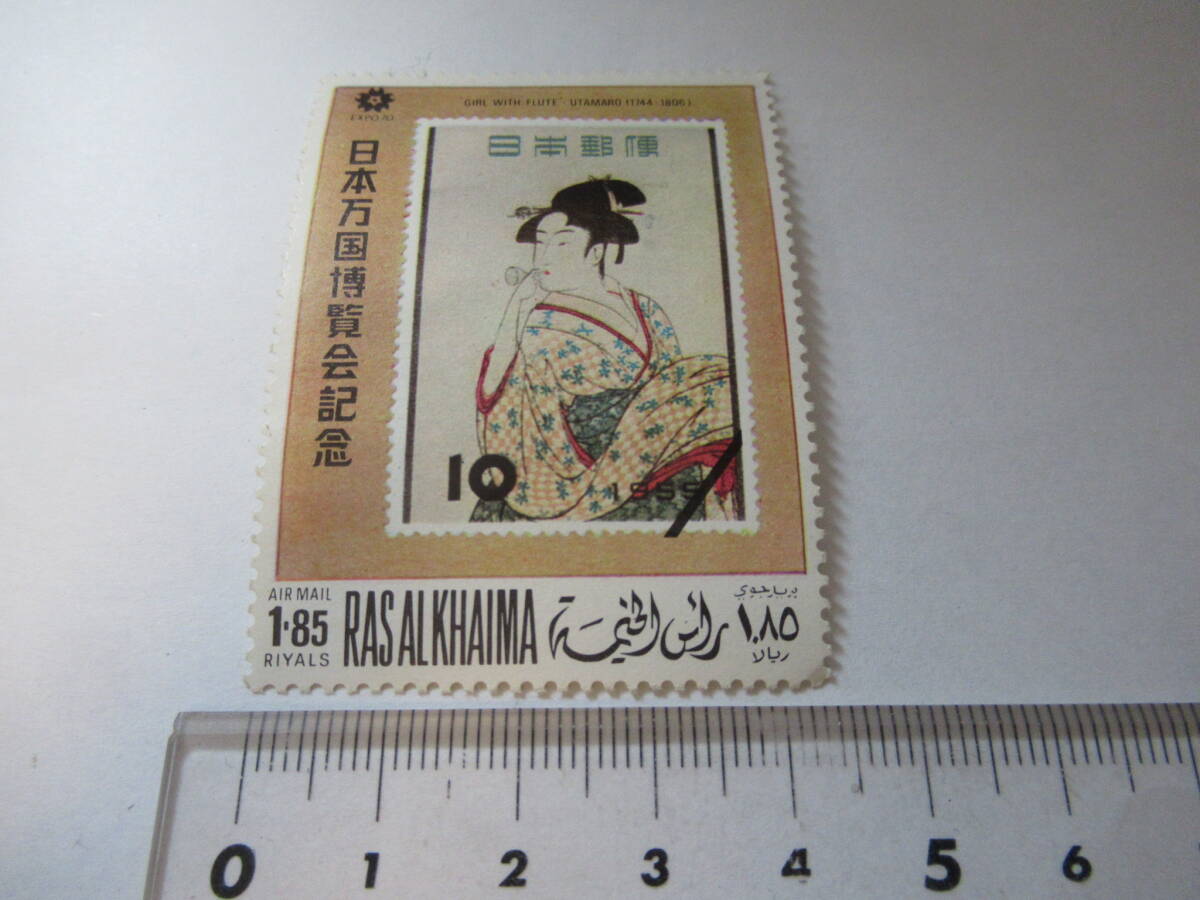 EXPO'70
"GIRL WITH FLUTE" UTAMARO (1744-1806)
日本万国博覧会記念
日本郵便
10
1955
AIR MAIL
1·85
RIYALS
RAS AL KHAIMA
رأس الخيمة
بريد جوي
١.٨٥
ريالا
0 1 2 3 4 5 6